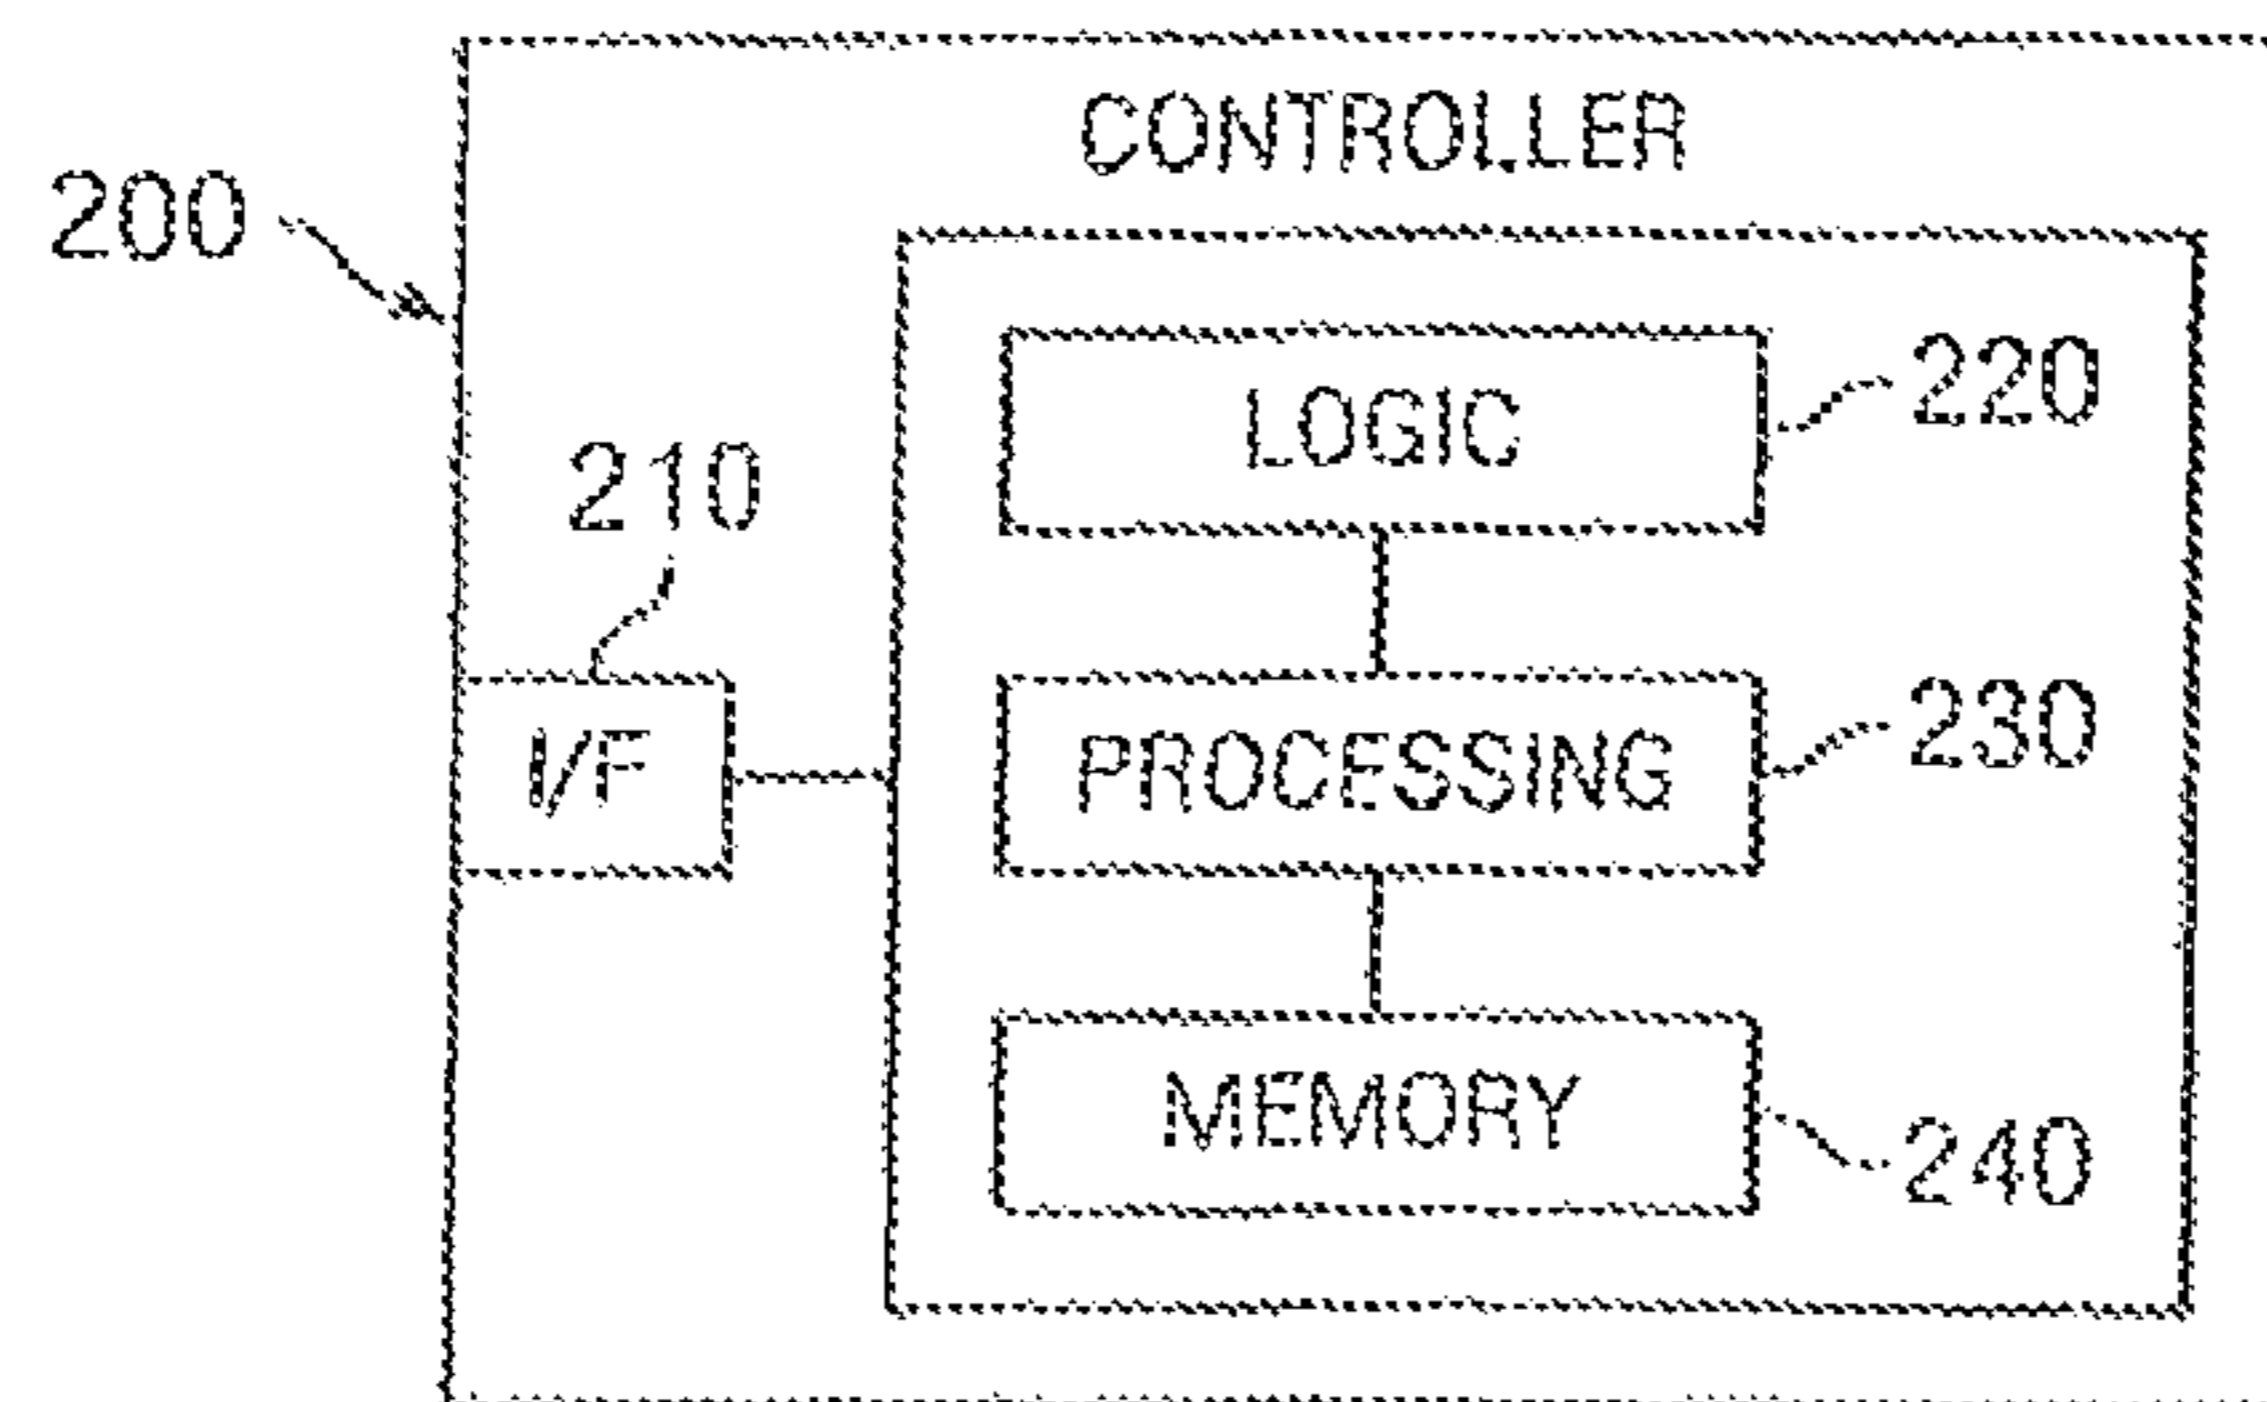 CONTROLLER
200
LOGIC
220
210
I/F
PROCESSING
230
MEMORY
240